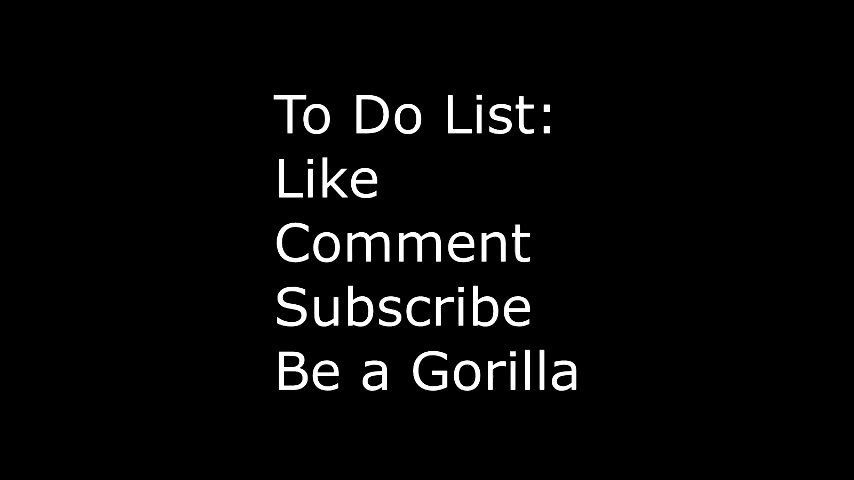 To Do List:
Like
Comment
Subscribe
Be a Gorilla